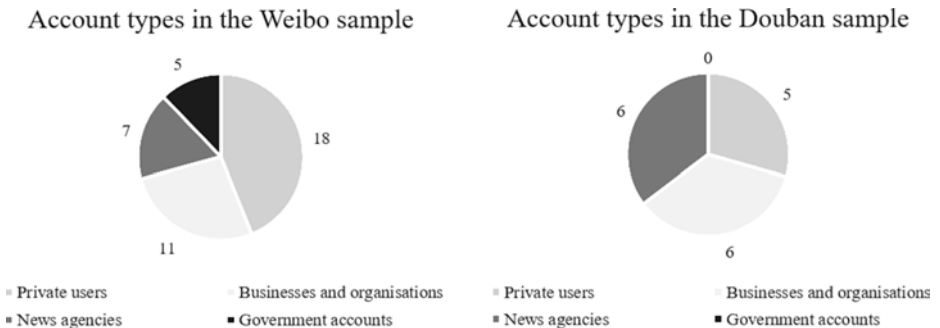 Account types in the Weibo sample
5
18
7
11
Private users
Businesses and organisations
News agencies
Government accounts
Account types in the Douban sample
0
5
6
6
Private users
Businesses and organisations
News agencies
Government accounts